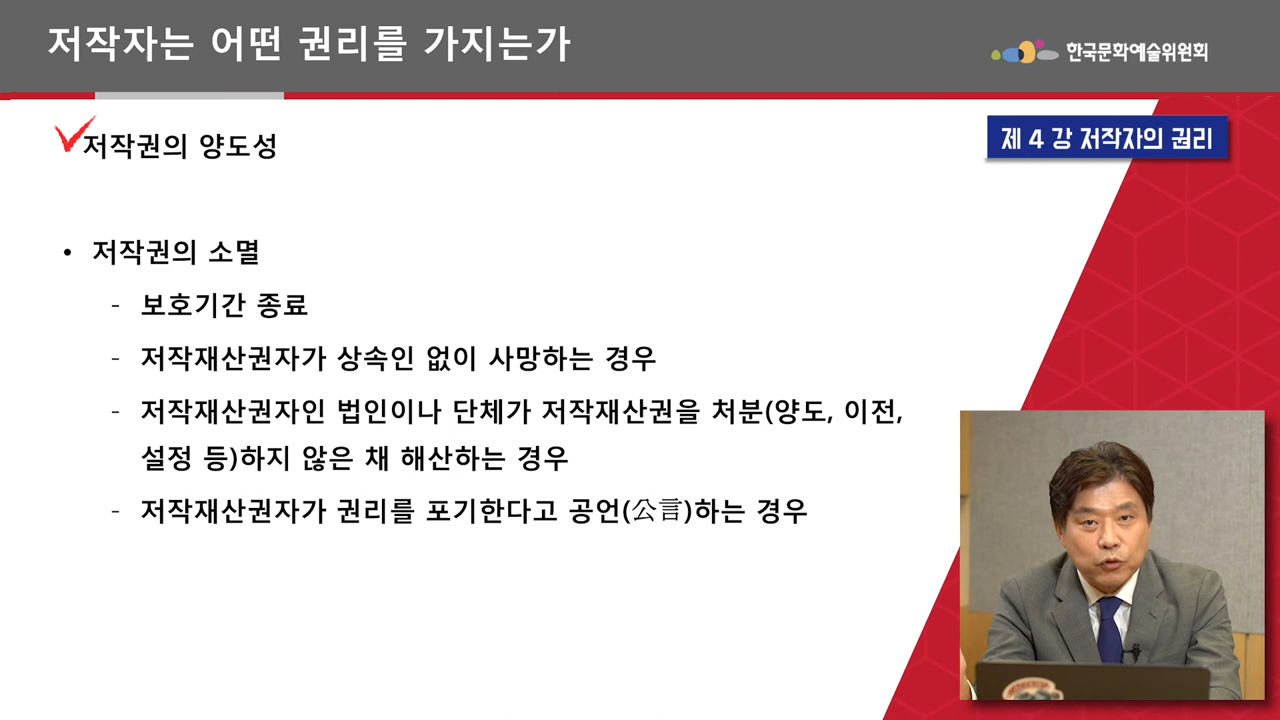 저작자는 어떤 권리를 가지는가
한국문화예술위원회
제 4 강 저작자의 권리
저작권의 양도성
• 저작권의 소멸
- 보호기간 종료
- 저작재산권자가 상속인 없이 사망하는 경우
- 저작재산권자인 법인이나 단체가 저작재산권을 처분(양도, 이전,
설정 등)하지 않은 채 해산하는 경우
- 저작재산권자가 권리를 포기한다고 공언(公言)하는 경우